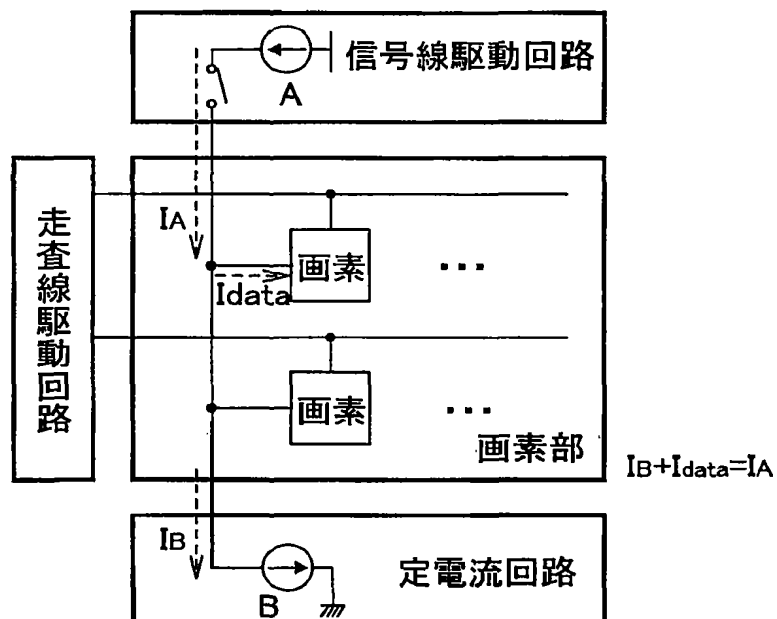 信号線駆動回路
A
走査線駆動回路
IA
画素
...
Idata
画素
...
画素部
IB+Idata=IA
IB
定電流回路
B